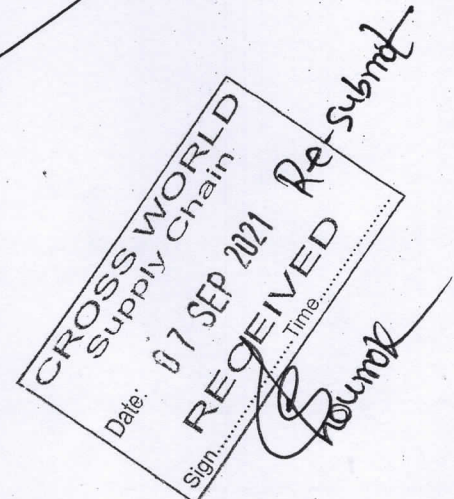 CROSS WORLD
Supply Chain
Date: 07 SEP 2021 Re-Submit
RECEIVED
Sign............ Time............